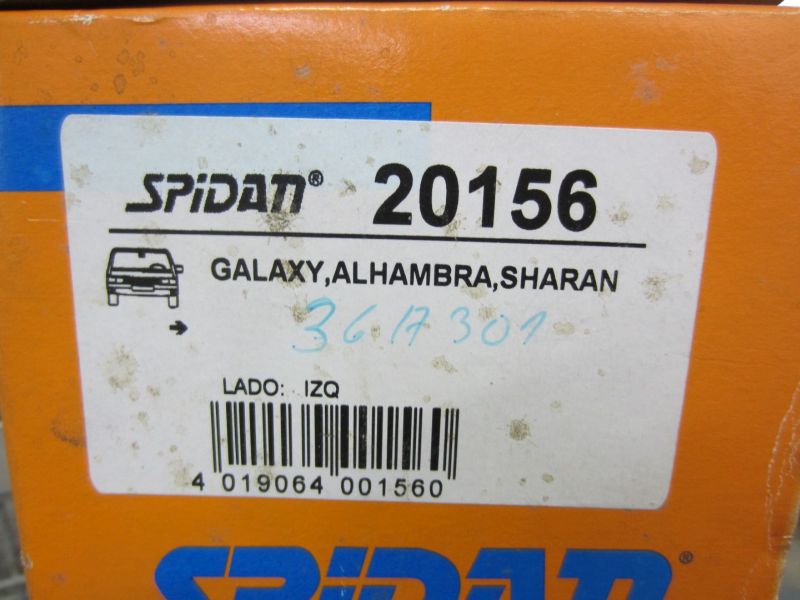 SPiDAN® 20156
GALAXY,ALHAMBRA,SHARAN
3617301
LADO: IZQ
4 019064 001560
SPiDAN®